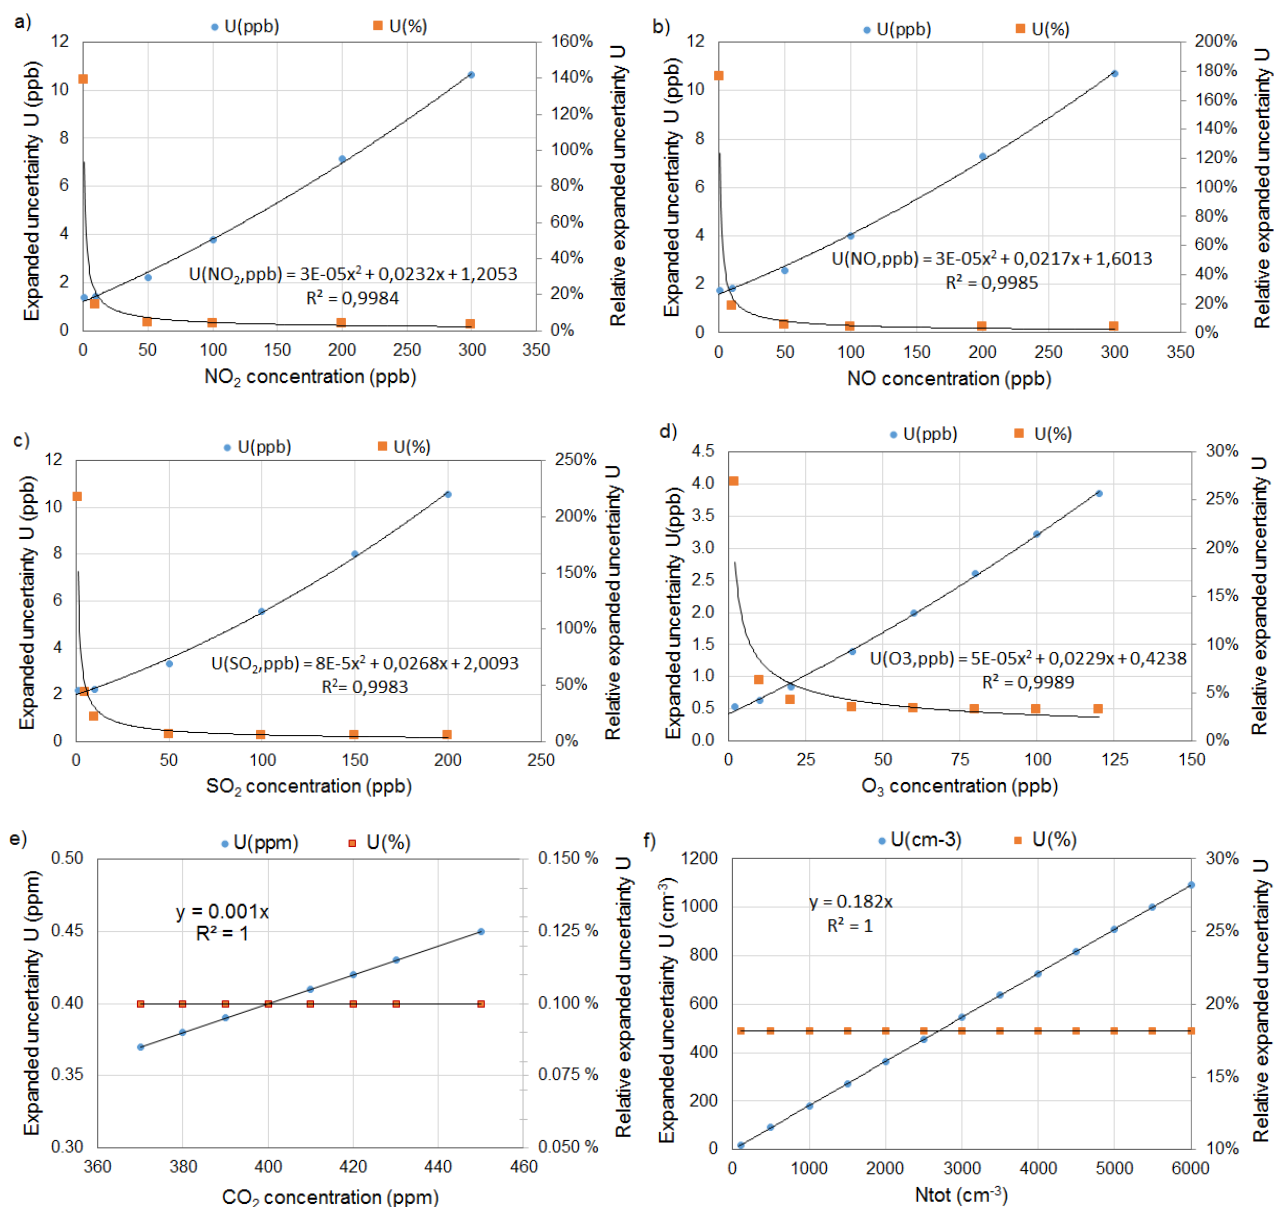 a)
U(ppb) U(%)
12 10 8 6 4 2 0
Expanded uncertainty U (ppb)
160% 140% 120% 100% 80% 60% 40% 20% 0%
Relative expanded uncertainty U
U(NO₂,ppb) = 3E-05x² + 0,0232x + 1,2053
R² = 0,9984
0 50 100 150 200 250 300 350
NO₂ concentration (ppb)
b)
U(ppb) U(%)
12 10 8 6 4 2 0
Expanded uncertainty U (ppb)
200% 180% 160% 140% 120% 100% 80% 60% 40% 20% 0%
Relative expanded uncertainty U
U(NO,ppb) = 3E-05x² + 0,0217x + 1,6013
R² = 0,9985
0 50 100 150 200 250 300 350
NO concentration (ppb)
c)
U(ppb) U(%)
12 10 8 6 4 2 0
Expanded uncertainty U (ppb)
250% 200% 150% 100% 50% 0%
Relative expanded uncertainty U
U(SO₂,ppb) = 8E-5x² + 0,0268x + 2,0093
R²= 0,9983
0 50 100 150 200 250
SO₂ concentration (ppb)
d)
U(ppb) U(%)
4.5 4.0 3.5 3.0 2.5 2.0 1.5 1.0 0.5 0.0
Expanded uncertainty U(ppb)
30% 25% 20% 15% 10% 5% 0%
Relative expanded uncertainty U
U(O3,ppb) = 5E-05x² + 0,0229x + 0,4238
R² = 0,9989
0 25 50 75 100 125 150
O₃ concentration (ppb)
e)
U(ppm) U(%)
0.50 0.45 0.40 0.35 0.30
Expanded uncertainty U (ppm)
0.150 % 0.125 % 0.100 % 0.075 % 0.050 %
Relative expanded uncertainty U
y = 0.001x
R² = 1
360 380 400 420 440 460
CO₂ concentration (ppm)
f)
U(cm-3) U(%)
1200 1000 800 600 400 200 0
Expanded uncertainty U (cm⁻³)
30% 25% 20% 15% 10%
Relative expanded uncertainty U
y = 0.182x
R² = 1
0 1000 2000 3000 4000 5000 6000
Ntot (cm⁻³)